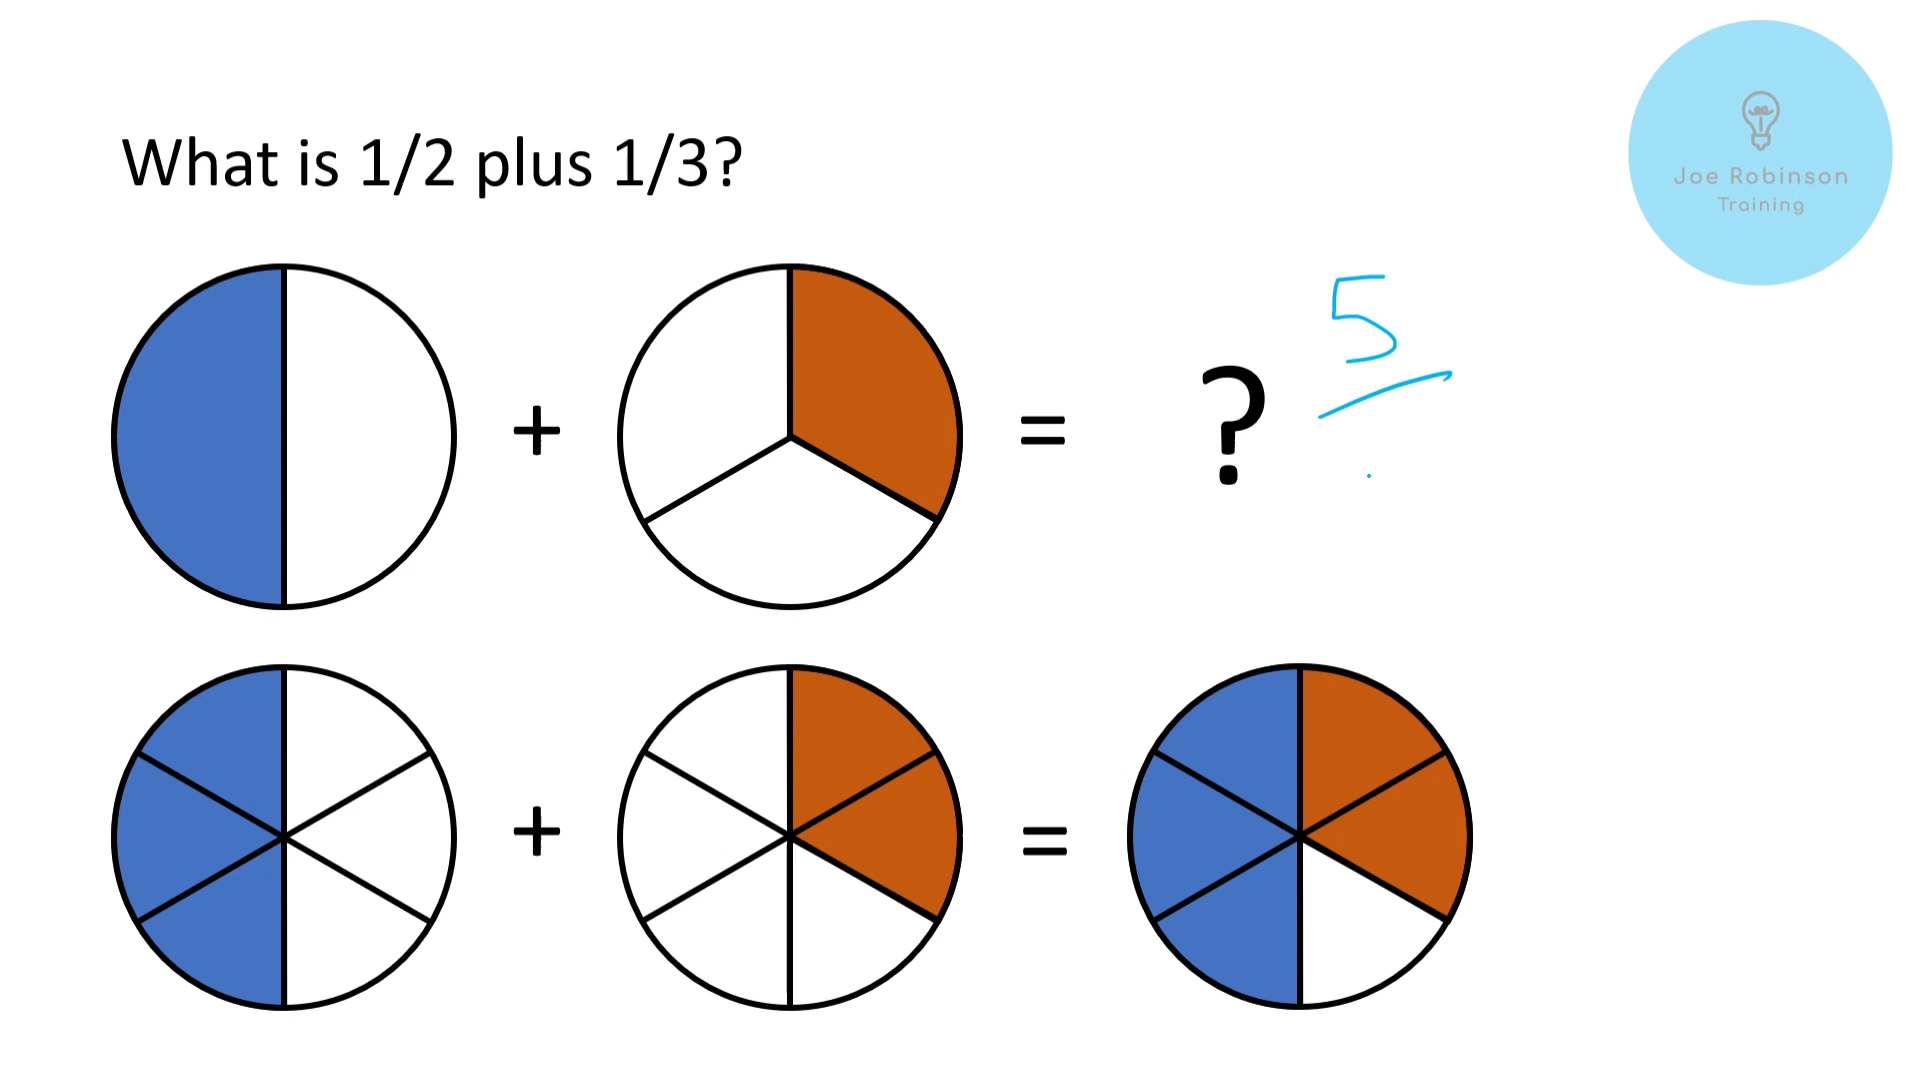 What is 1/2 plus 1/3?
Joe Robinson
Training
+ = ? 5
+ =